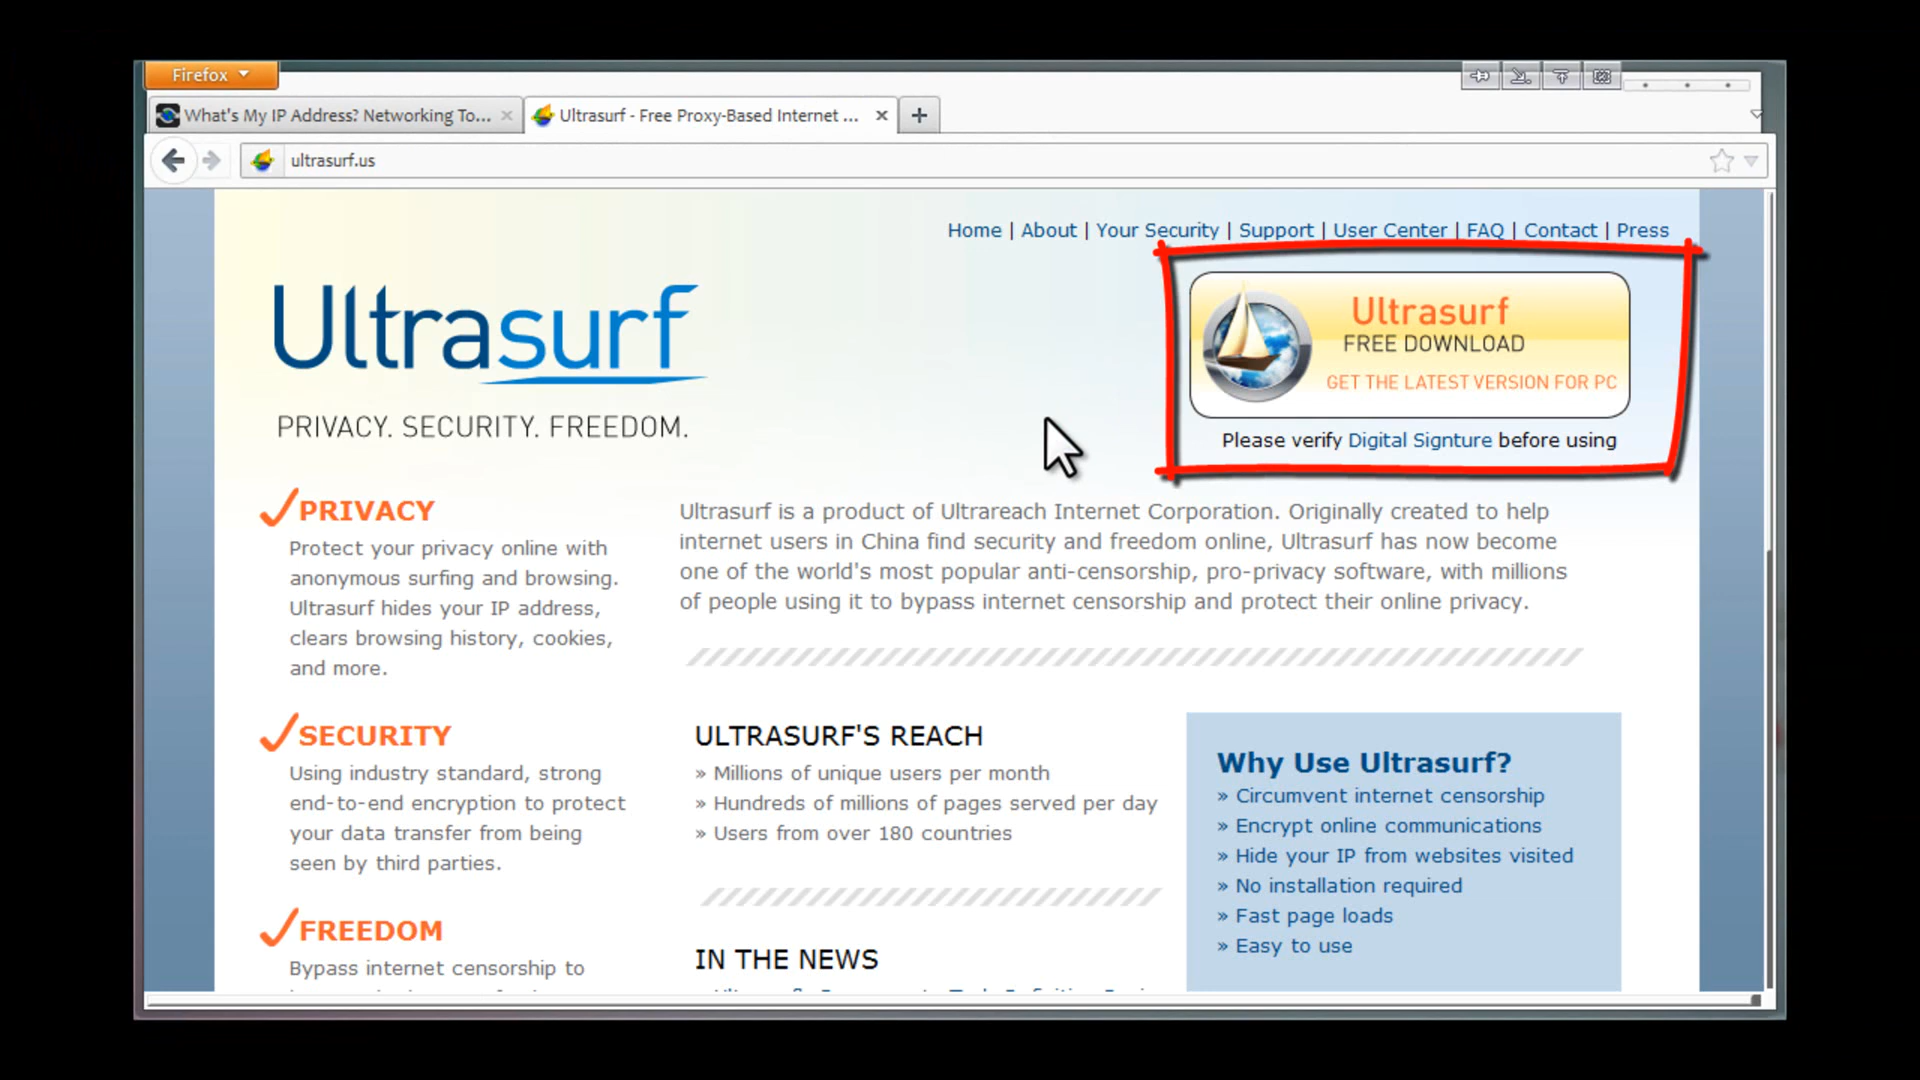 Firefox
What's My IP Address? Networking To...
Ultrasurf - Free Proxy-Based Internet ...
ultrasurf.us
Home | About | Your Security | Support | User Center | FAQ | Contact | Press
Ultrasurf
PRIVACY. SECURITY. FREEDOM.
Ultrasurf
FREE DOWNLOAD
GET THE LATEST VERSION FOR PC
Please verify Digital Signture before using
PRIVACY
Protect your privacy online with
anonymous surfing and browsing.
Ultrasurf hides your IP address,
clears browsing history, cookies,
and more.
SECURITY
Using industry standard, strong
end-to-end encryption to protect
your data transfer from being
seen by third parties.
FREEDOM
Bypass internet censorship to
Ultrasurf is a product of Ultrareach Internet Corporation. Originally created to help
internet users in China find security and freedom online, Ultrasurf has now become
one of the world's most popular anti-censorship, pro-privacy software, with millions
of people using it to bypass internet censorship and protect their online privacy.
ULTRASURF'S REACH
» Millions of unique users per month
» Hundreds of millions of pages served per day
» Users from over 180 countries
IN THE NEWS
Why Use Ultrasurf?
» Circumvent internet censorship
» Encrypt online communications
» Hide your IP from websites visited
» No installation required
» Fast page loads
» Easy to use